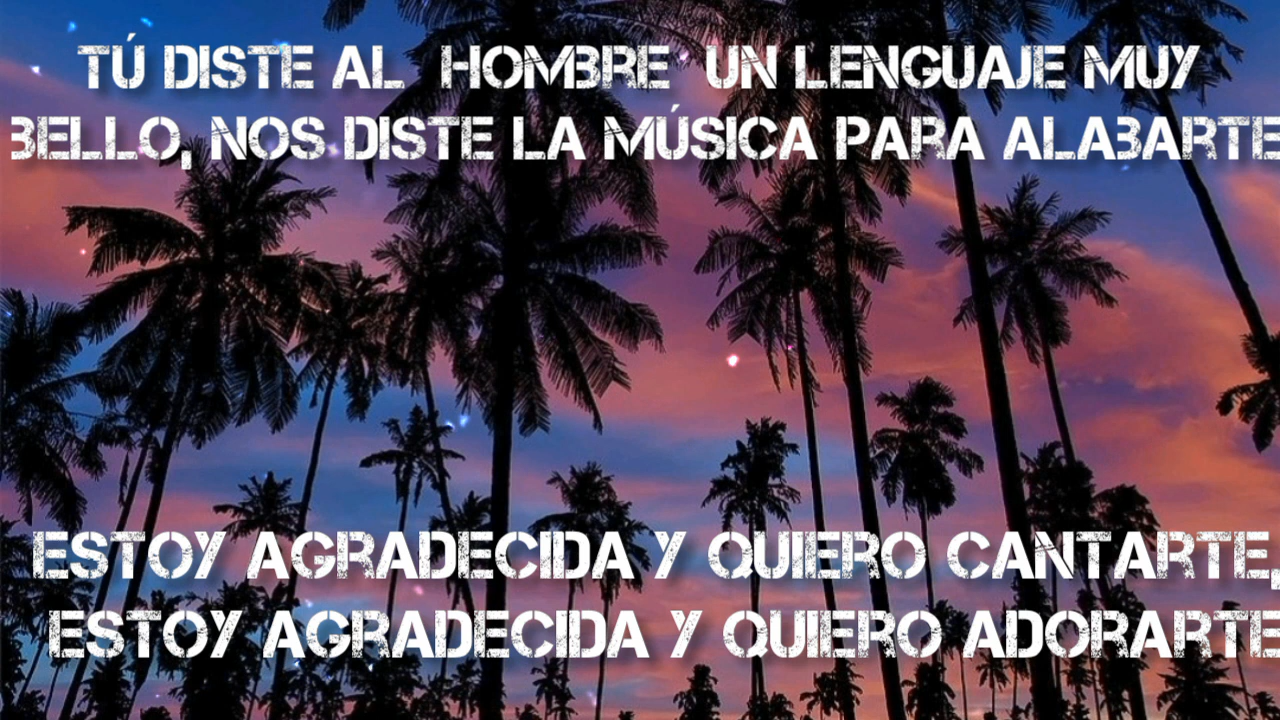 TÚ DISTE AL HOMBRE UN LENGUAJE MUY
BELLO, NOS DISTE LA MÚSICA PARA ALABARTE
ESTOY AGRADECIDA Y QUIERO CANTARTE,
ESTOY AGRADECIDA Y QUIERO ADORARTE